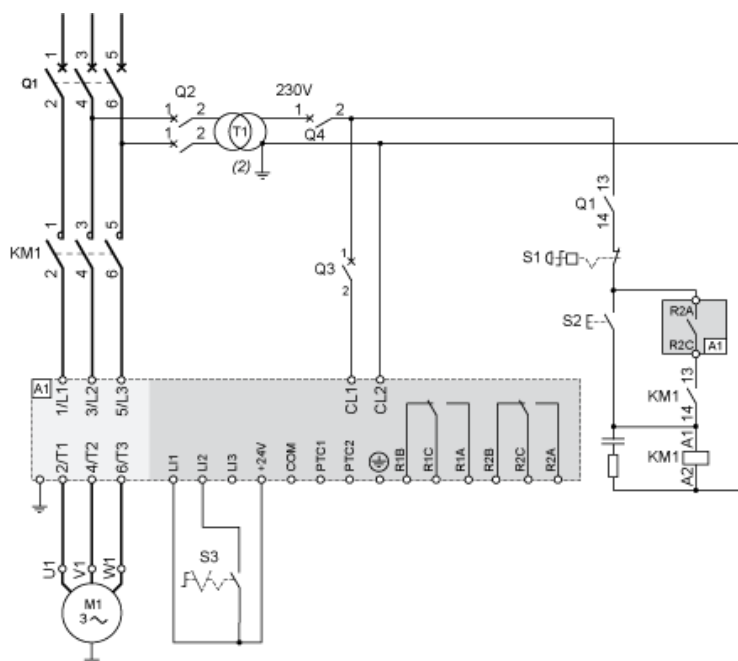 1 3 5
Q1
2 4 6
Q2
1 2
1 2
T1
(2)
230V
1 2
Q4
13
Q1
14
1 3 5
KM1
2 4 6
1
Q3
2
S1
S2
R2A
R2C A1
13
KM1
14
A1
KM1
A2
A1
1/L1 3/L2 5/L3 CL1 CL2
2/T1 4/T2 6/T3 LI1 LI2 LI3 +24V COM PTC1 PTC2 R1B R1C R1A R2B R2C R2A
S3
U1 V1 W1
M1
3~